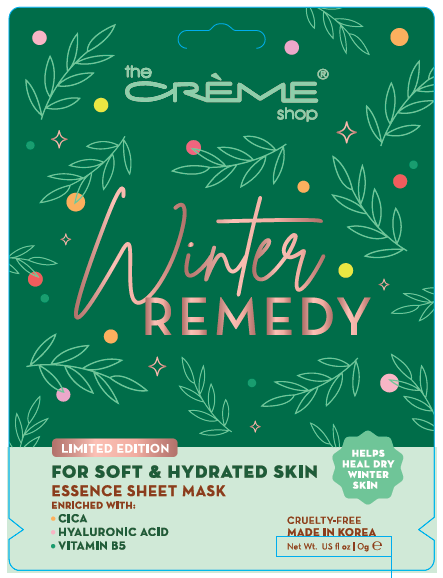 the
CRÈME®
shop
Winter
REMEDY
LIMITED EDITION
FOR SOFT & HYDRATED SKIN
ESSENCE SHEET MASK
ENRICHED WITH:
• CICA
• HYALURONIC ACID
• VITAMIN B5
HELPS
HEAL DRY
WINTER
SKIN
CRUELTY-FREE
MADE IN KOREA
Net Wt. US fl oz | 0g ℮